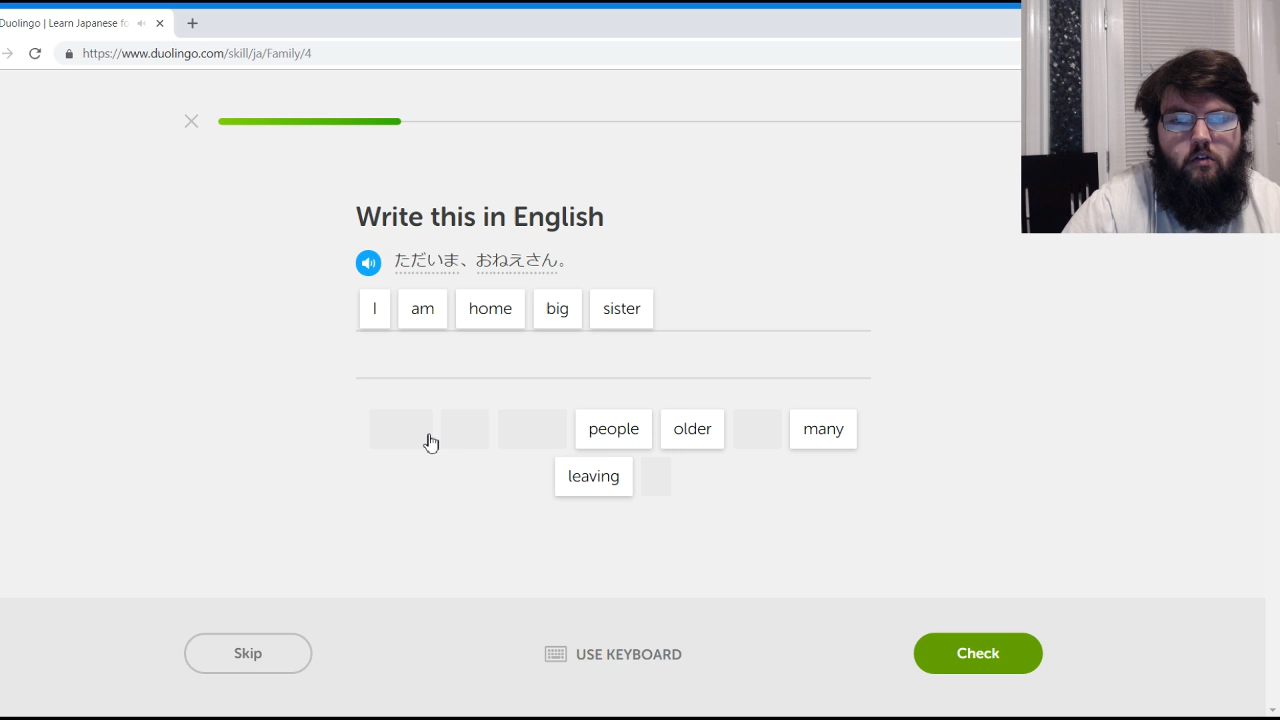 Duolingo | Learn Japanese fo
https://www.duolingo.com/skill/ja/Family/4
Write this in English
ただいま、おねえさん。
I am home big sister
people older many
leaving
Skip
USE KEYBOARD
Check